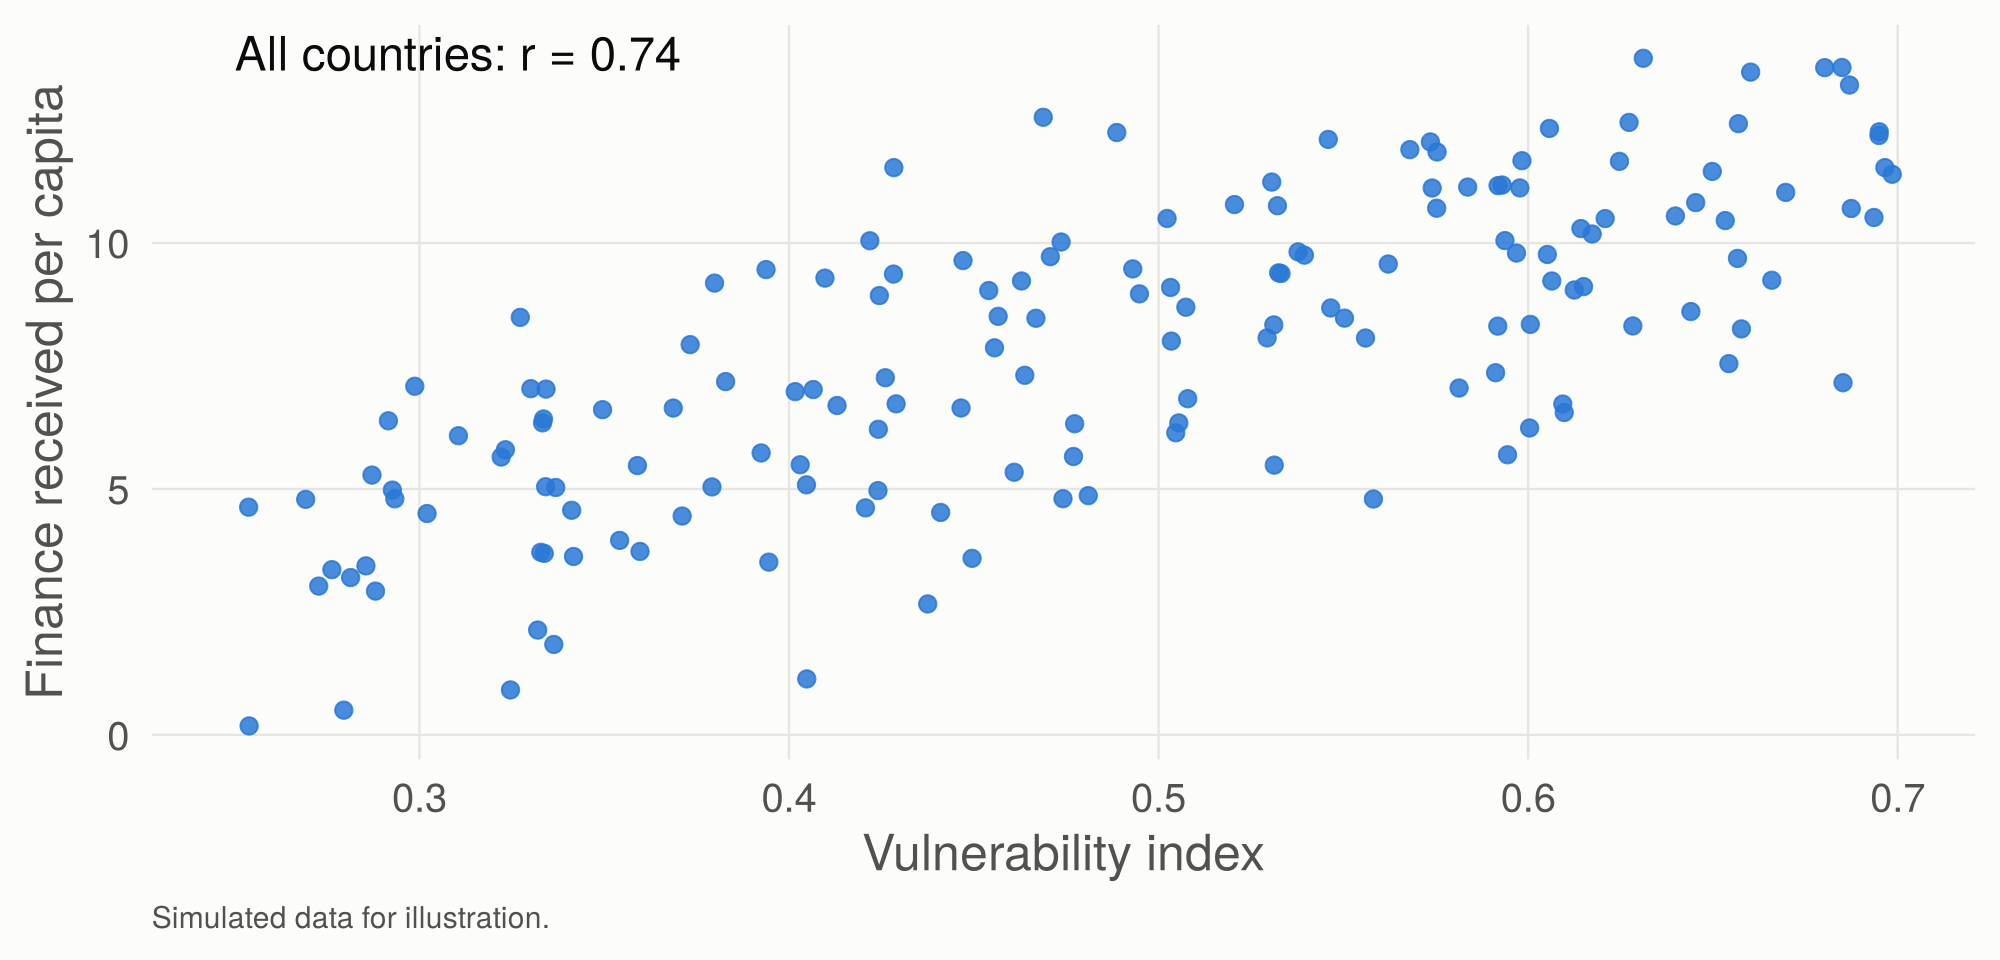 All countries: r = 0.74
Finance received per capita
10
5
0
0.3 0.4 0.5 0.6 0.7
Vulnerability index
Simulated data for illustration.